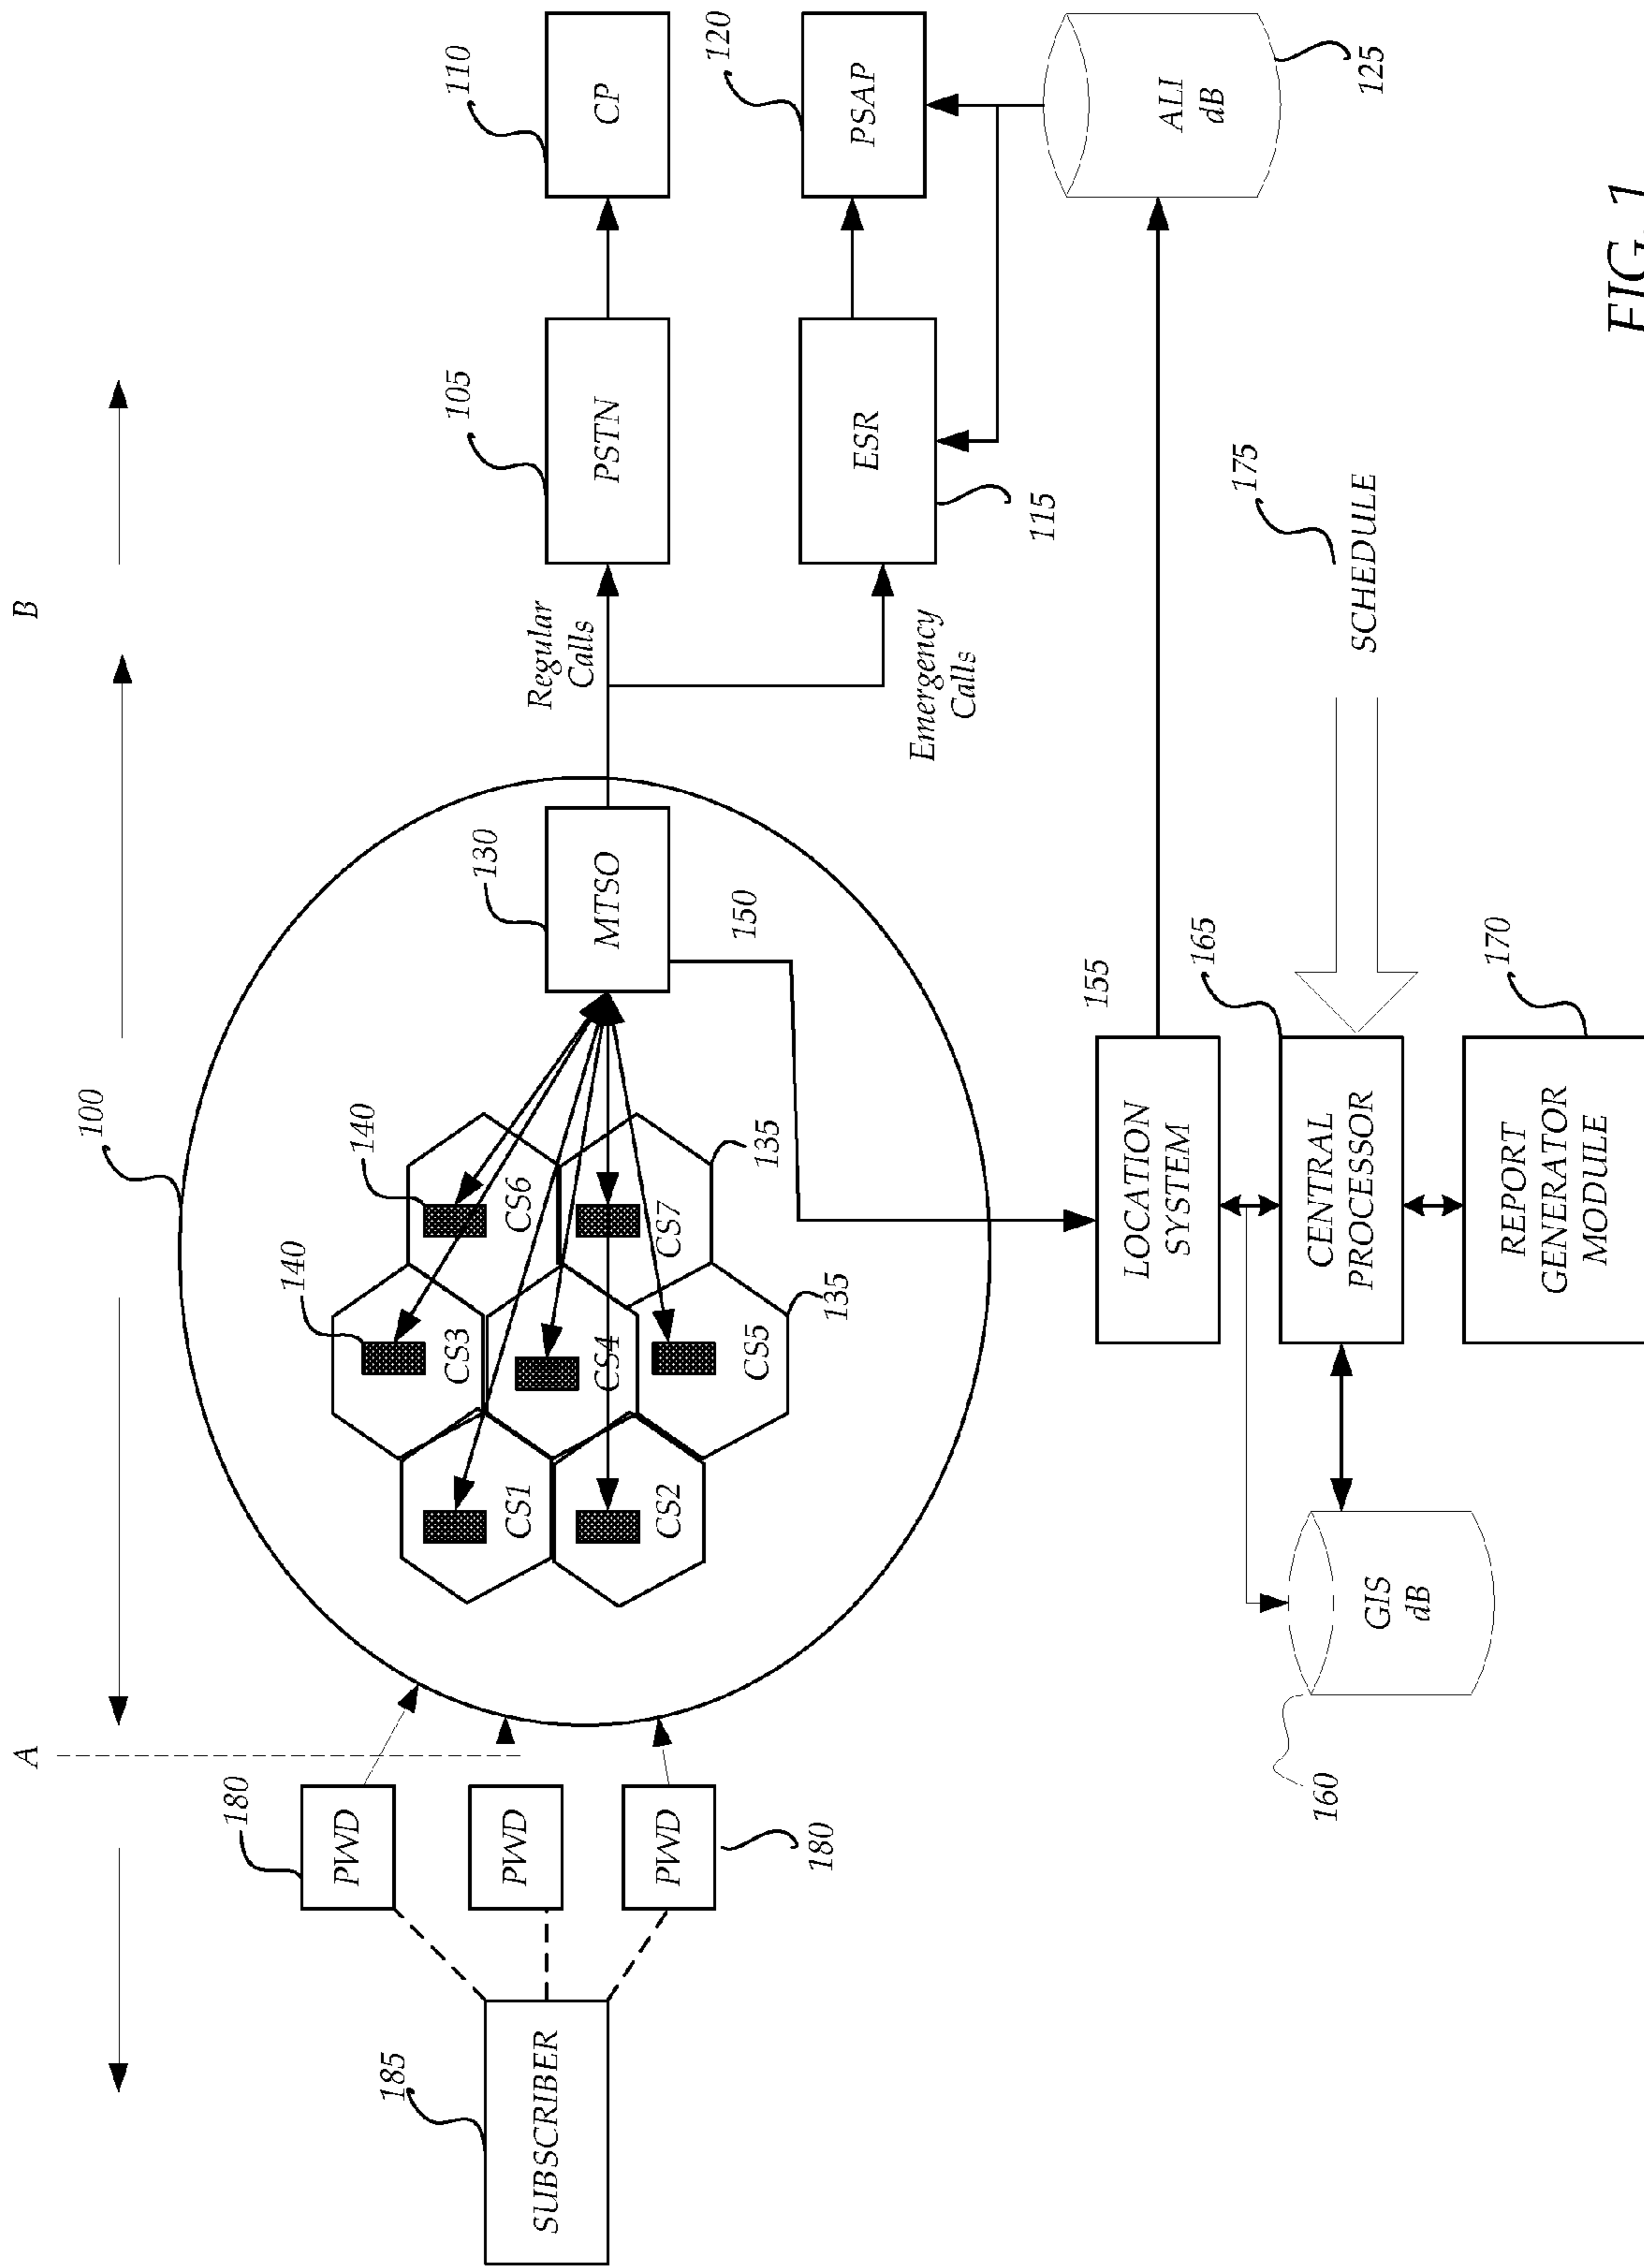 A
B
100
185
SUBSCRIBER
180
PWD
PWD
PWD
180
140
140
CS1
CS3
CS6
CS2
CS4
CS7
CS5
135
135
130
MTSO
150
Regular
Calls
Emergency
Calls
105
PSTN
110
CP
ESR
115
120
PSAP
ALI
dB
125
155
LOCATION
SYSTEM
165
CENTRAL
PROCESSOR
170
REPORT
GENERATOR
MODULE
175
SCHEDULE
GIS
dB
160
FIG. 1